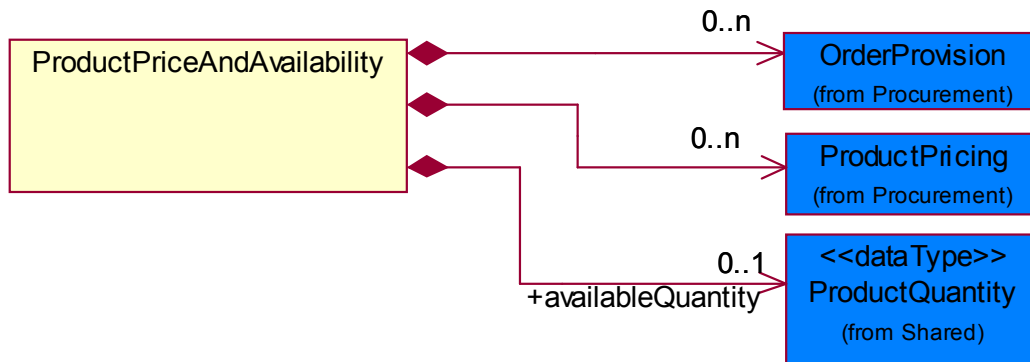 ProductPriceAndAvailability
0..n
OrderProvision
(from Procurement)
0..n
ProductPricing
(from Procurement)
0..1
+availableQuantity
<<dataType>>
ProductQuantity
(from Shared)